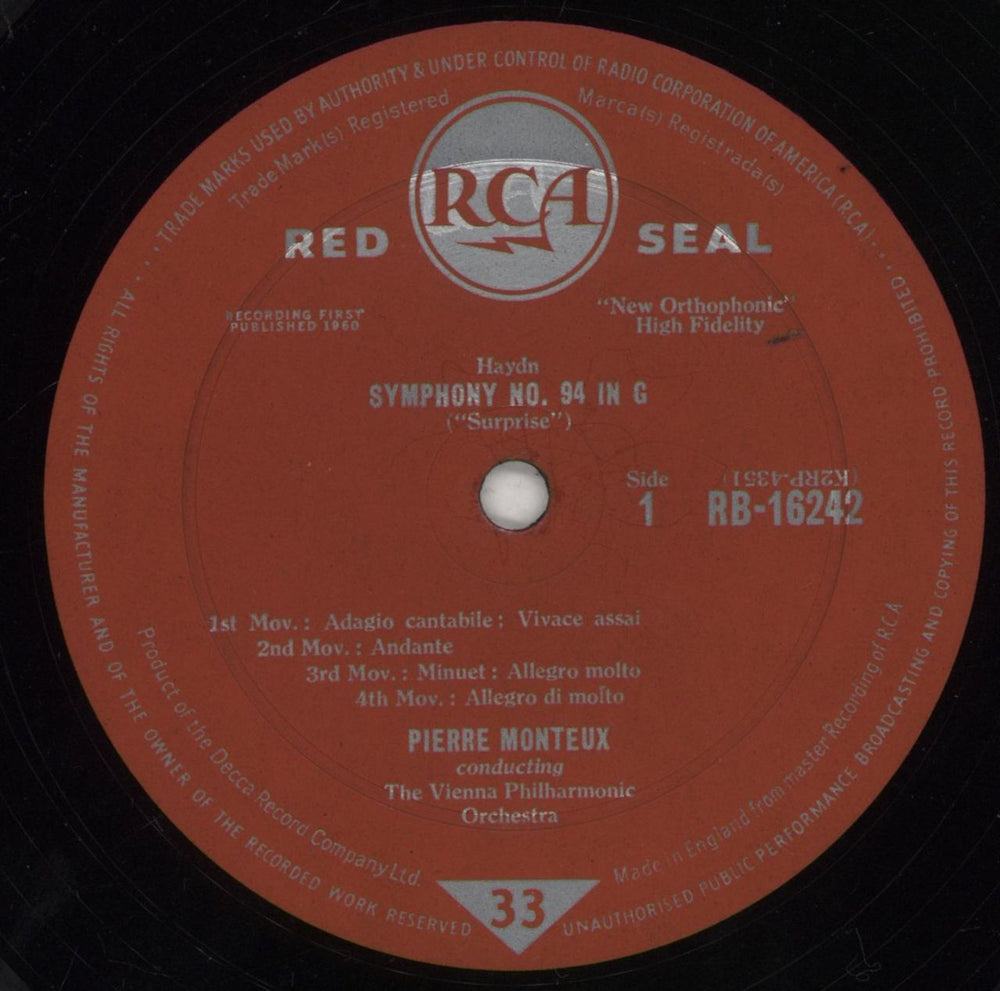 TRADE MARKS USED BY AUTHORITY & UNDER CONTROL OF RADIO CORPORATION OF AMERICA (RCA)
TradeMark(s) Registered
Marca(s) Registrada(s)
RCA
RED SEAL
RECORDING FIRST
PUBLISHED 1960
"New Orthophonic"
High Fidelity
Haydn
SYMPHONY NO. 94 IN G
("Surprise")
Side
1
(K2RP-4351)
RB-16242
1st Mov. : Adagio cantabile : Vivace assai
2nd Mov. : Andante
3rd Mov. : Minuet : Allegro molto
4th Mov. : Allegro di molto
PIERRE MONTEUX
conducting
The Vienna Philharmonic
Orchestra
Product of the Decca Record Company Ltd.
Made in England from master Recording of R.C.A
33
ALL RIGHTS OF THE MANUFACTURER AND OF THE OWNER OF THE RECORDED WORK RESERVED
UNAUTHORISED PUBLIC PERFORMANCE BROADCASTING AND COPYING OF THIS RECORD PROHIBITED